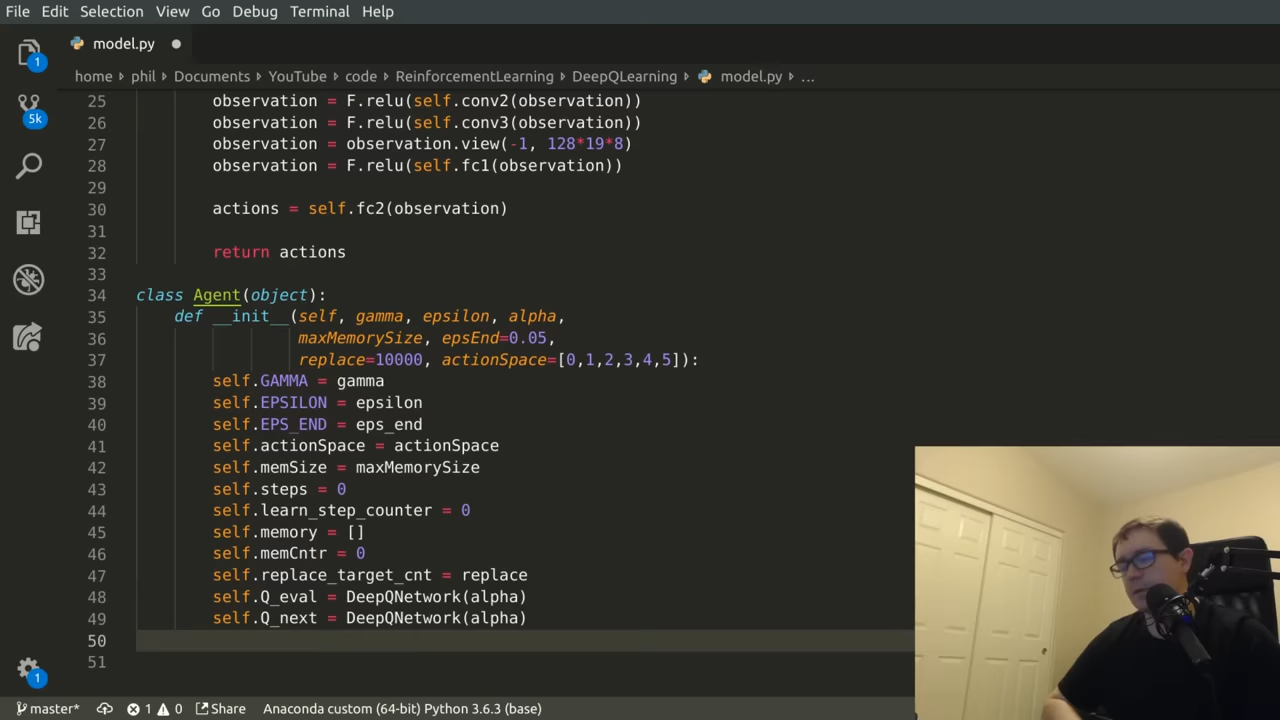 File Edit Selection View Go Debug Terminal Help
1 model.py
home phil Documents YouTube code ReinforcementLearning DeepQLearning model.py ...
5k
25 observation = F.relu(self.conv2(observation))
26 observation = F.relu(self.conv3(observation))
27 observation = observation.view(-1, 128*19*8)
28 observation = F.relu(self.fc1(observation))
29
30 actions = self.fc2(observation)
31
32 return actions
33
34 class Agent(object):
35 def __init__(self, gamma, epsilon, alpha,
36 maxMemorySize, epsEnd=0.05,
37 replace=10000, actionSpace=[0,1,2,3,4,5]):
38 self.GAMMA = gamma
39 self.EPSILON = epsilon
40 self.EPS_END = eps_end
41 self.actionSpace = actionSpace
42 self.memSize = maxMemorySize
43 self.steps = 0
44 self.learn_step_counter = 0
45 self.memory = []
46 self.memCntr = 0
47 self.replace_target_cnt = replace
48 self.Q_eval = DeepQNetwork(alpha)
49 self.Q_next = DeepQNetwork(alpha)
50
51
1
master* 1 0 Share Anaconda custom (64-bit) Python 3.6.3 (base)